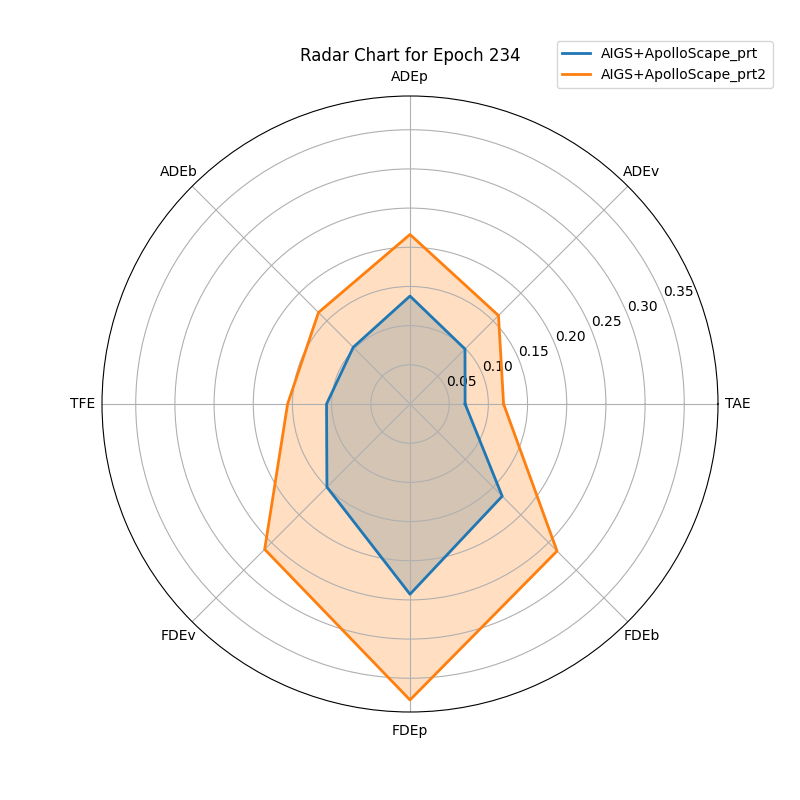 Radar Chart for Epoch 234
AIGS+ApolloScape_prt
AIGS+ApolloScape_prt2
ADEp
ADEb
ADEv
0.35
0.30
0.25
0.20
0.15
0.10
0.05
TFE
TAE
FDEv
FDEb
FDEp